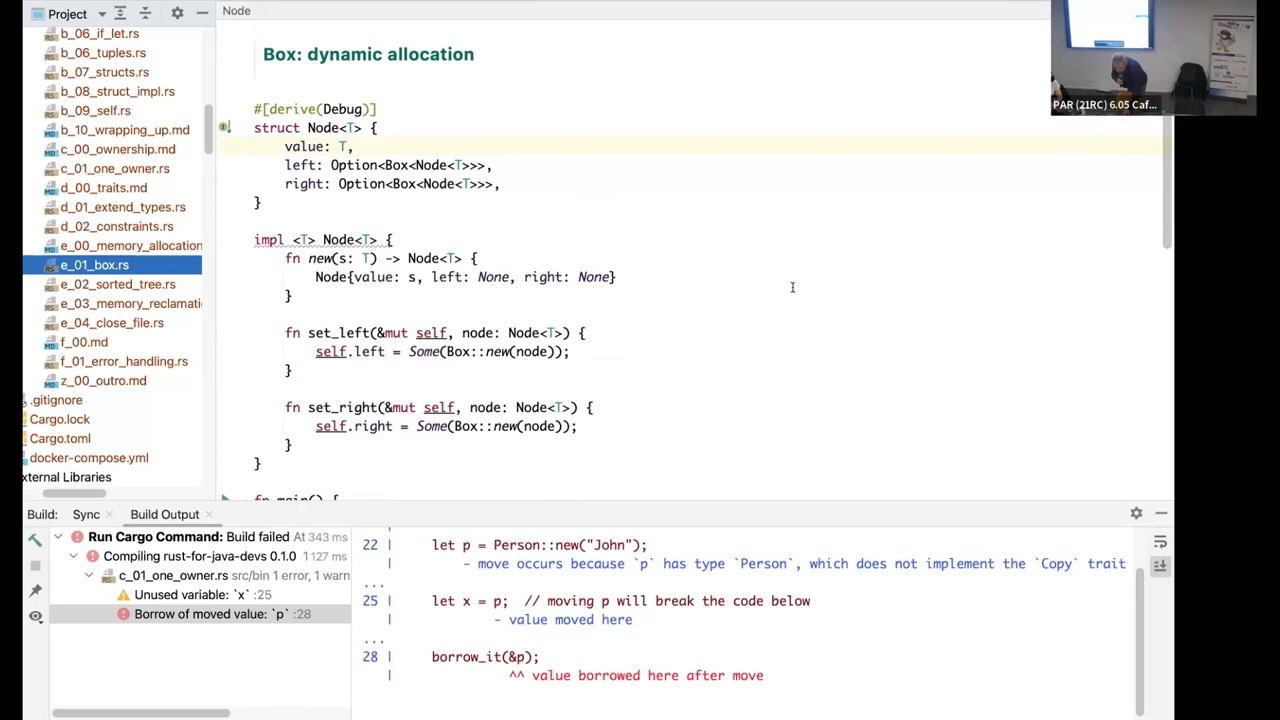 Project
Node
b_06_if_let.rs
b_06_tuples.rs
b_07_structs.rs
b_08_struct_impl.rs
b_09_self.rs
b_10_wrapping_up.md
c_00_ownership.md
c_01_one_owner.rs
d_00_traits.md
d_01_extend_types.rs
d_02_constraints.rs
e_00_memory_allocation
e_01_box.rs
e_02_sorted_tree.rs
e_03_memory_reclamati
e_04_close_file.rs
f_00.md
f_01_error_handling.rs
z_00_outro.md
.gitignore
Cargo.lock
Cargo.toml
docker-compose.yml
xternal Libraries
Box: dynamic allocation
#[derive(Debug)]
struct Node<T> {
value: T,
left: Option<Box<Node<T>>>,
right: Option<Box<Node<T>>>,
}
impl <T> Node<T> {
fn new(s: T) -> Node<T> {
Node{value: s, left: None, right: None}
}
fn set_left(&mut self, node: Node<T>) {
self.left = Some(Box::new(node));
}
fn set_right(&mut self, node: Node<T>) {
self.right = Some(Box::new(node));
}
}
fn main() {
PAR (21RC) 6.05 Caf...
Build: Sync Build Output
Run Cargo Command: Build failed At 343 ms
Compiling rust-for-java-devs 0.1.0 1 127 ms
c_01_one_owner.rs src/bin 1 error, 1 warn
Unused variable: `x` :25
Borrow of moved value: `p` :28
22 | let p = Person::new("John");
| - move occurs because `p` has type `Person`, which does not implement the `Copy` trait
...
25 | let x = p; // moving p will break the code below
| - value moved here
...
28 | borrow_it(&p);
| ^^ value borrowed here after move